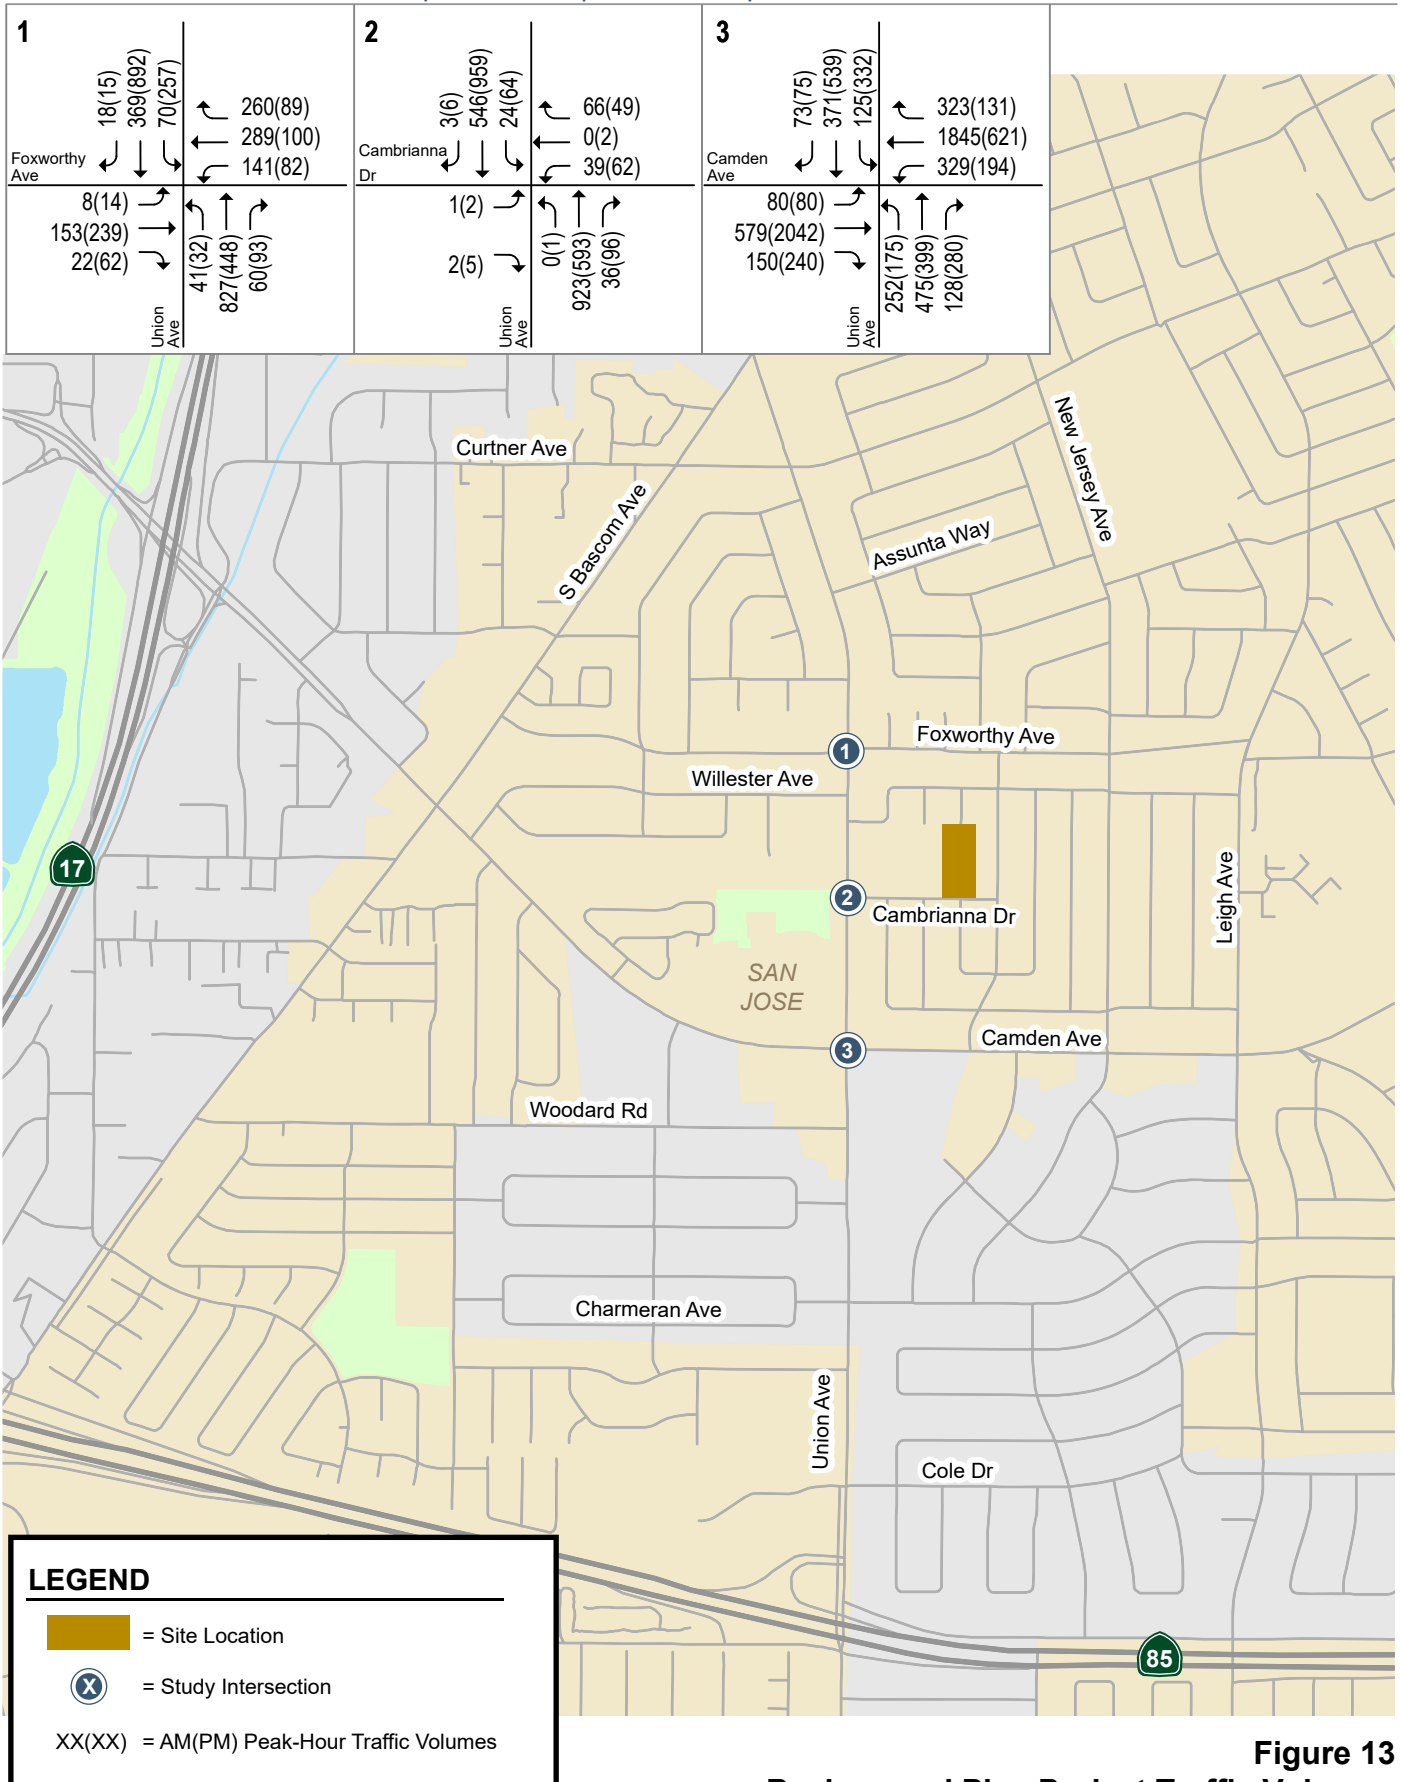 1
18(15)
369(892)
70(257)
260(89)
289(100)
141(82)
Foxworthy
Ave
8(14)
153(239)
22(62)
41(32)
827(448)
60(93)
Union
Ave
2
3(6)
546(959)
24(64)
66(49)
0(2)
39(62)
Cambrianna
Dr
1(2)
2(5)
0(1)
923(593)
36(96)
Union
Ave
3
73(75)
371(539)
125(332)
323(131)
1845(621)
329(194)
Camden
Ave
80(80)
579(2042)
150(240)
252(175)
475(399)
128(280)
Union
Ave
Curtner Ave
New Jersey Ave
S Bascom Ave
Assunta Way
Foxworthy Ave
1
Willester Ave
17
2
Cambrianna Dr
Leigh Ave
SAN
JOSE
3
Camden Ave
Woodard Rd
Charmeran Ave
Union Ave
Cole Dr
85
LEGEND
= Site Location
X = Study Intersection
XX(XX) = AM(PM) Peak-Hour Traffic Volumes
Figure 13